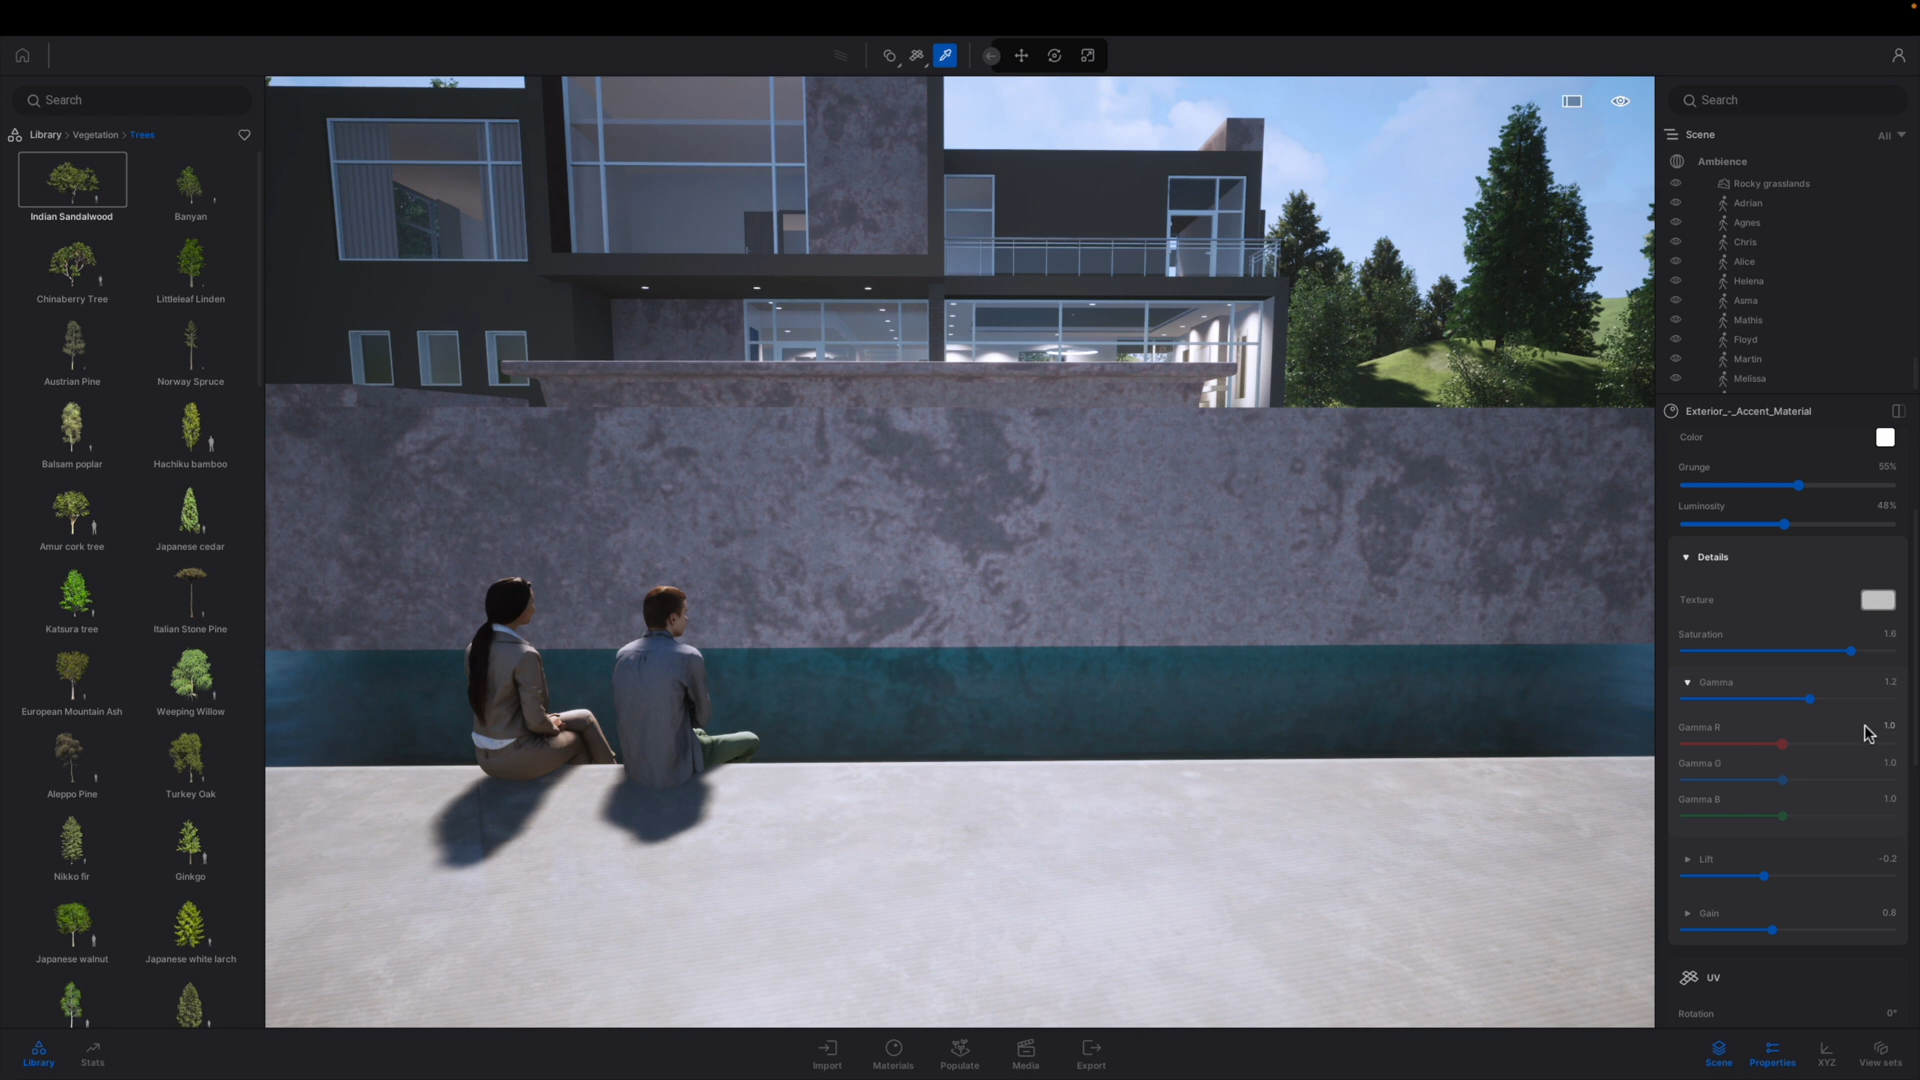 Search
Library > Vegetation > Trees
Indian Sandalwood
Banyan
Chinaberry Tree
Littleleaf Linden
Austrian Pine
Norway Spruce
Balsam poplar
Hachiku bamboo
Amur cork tree
Japanese cedar
Katsura tree
Italian Stone Pine
European Mountain Ash
Weeping Willow
Aleppo Pine
Turkey Oak
Nikko fir
Ginkgo
Japanese walnut
Japanese white larch
Library
Stats
Import
Materials
Populate
Media
Export
Search
Scene
All
Ambience
Rocky grasslands
Adrian
Agnes
Chris
Alice
Helena
Asma
Mathis
Floyd
Martin
Melissa
Exterior_-_Accent_Material
Color
Grunge 55%
Luminosity 48%
Details
Texture
Saturation 1.6
Gamma 1.2
Gamma R 1.0
Gamma G 1.0
Gamma B 1.0
Lift -0.2
Gain 0.8
UV
Rotation 0°
Scene
Properties
XYZ
View sets